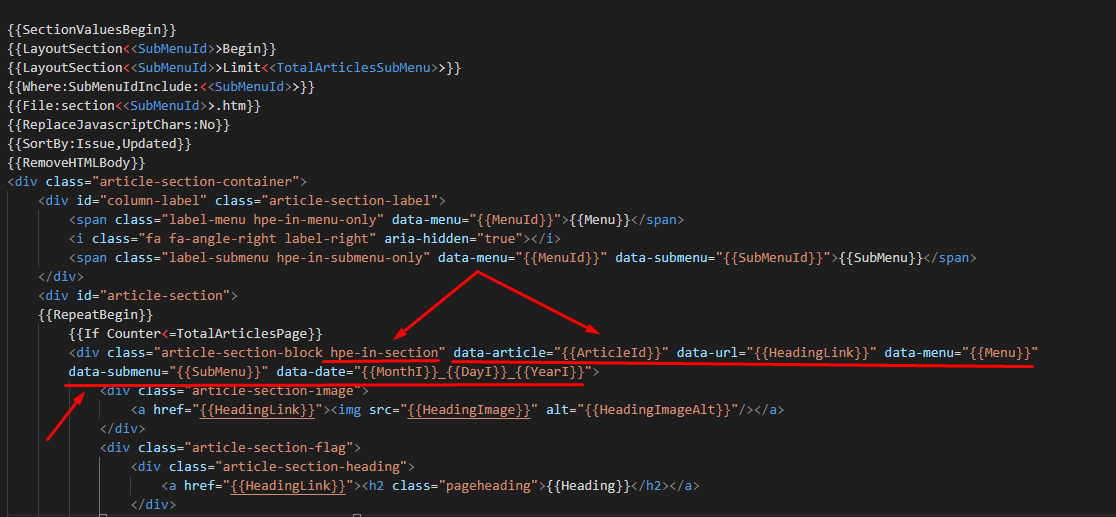 {{SectionValuesBegin}}
{{LayoutSection<<SubMenuId>>Begin}}
{{LayoutSection<<SubMenuId>>Limit<<TotalArticlesSubMenu>>}}
{{Where:SubMenuIdInclude:<<SubMenuId>>}}
{{File:section<<SubMenuId>>.htm}}
{{ReplaceJavascriptChars:No}}
{{SortBy:Issue,Updated}}
{{RemoveHTMLBody}}
<div class="article-section-container">
<div id="column-label" class="article-section-label">
<span class="label-menu hpe-in-menu-only" data-menu="{{MenuId}}">{{Menu}}</span>
<i class="fa fa-angle-right label-right" aria-hidden="true"></i>
<span class="label-submenu hpe-in-submenu-only" data-menu="{{MenuId}}" data-submenu="{{SubMenuId}}">{{SubMenu}}</span>
</div>
<div id="article-section">
{{RepeatBegin}}
{{If Counter<=TotalArticlesPage}}
<div class="article-section-block hpe-in-section" data-article="{{ArticleId}}" data-url="{{HeadingLink}}" data-menu="{{Menu}}"
data-submenu="{{SubMenu}}" data-date="{{MonthI}}_{{DayI}}_{{YearI}}">
<div class="article-section-image">
<a href="{{HeadingLink}}"><img src="{{HeadingImage}}" alt="{{HeadingImageAlt}}"/></a>
</div>
<div class="article-section-flag">
<div class="article-section-heading">
<a href="{{HeadingLink}}"><h2 class="pageheading">{{Heading}}</h2></a>
</div>